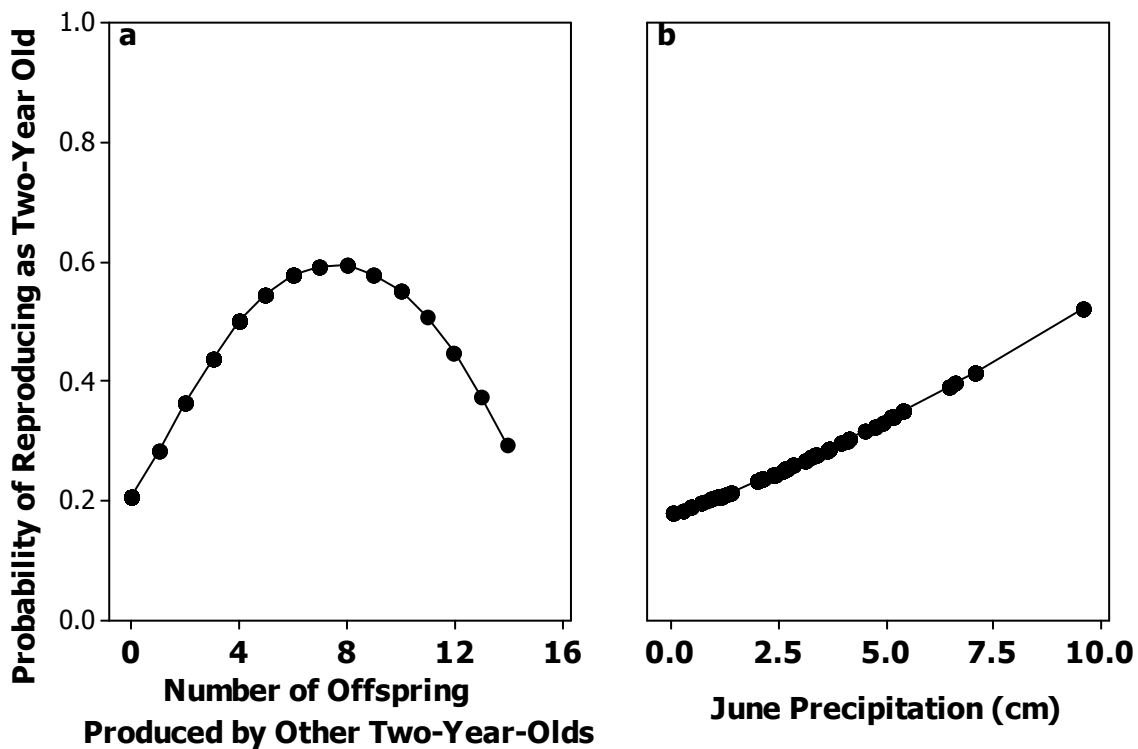 Probability of Reproducing as Two-Year Old
1.0
0.8
0.6
0.4
0.2
0.0
a
0 4 8 12 16
Number of Offspring
Produced by Other Two-Year-Olds
b
0.0 2.5 5.0 7.5 10.0
June Precipitation (cm)